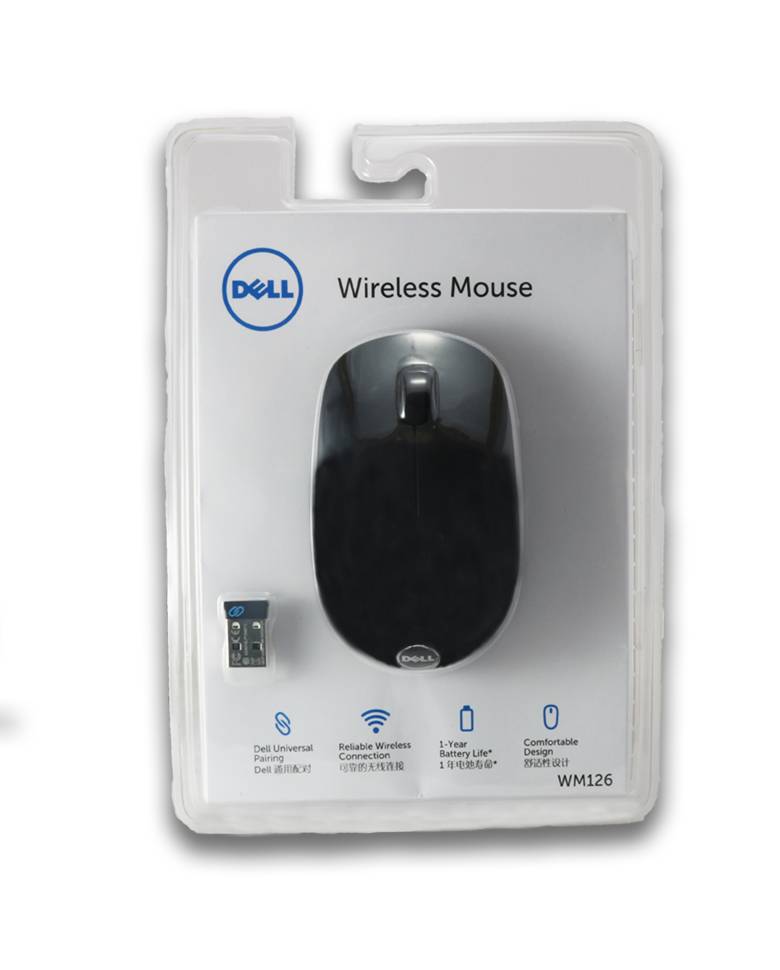 DELL
Wireless Mouse
DELL
Dell Universal
Pairing
Dell 通用配对
Reliable Wireless
Connection
可靠的无线连接
1-Year
Battery Life*
1 年电池寿命*
Comfortable
Design
舒适性设计
WM126